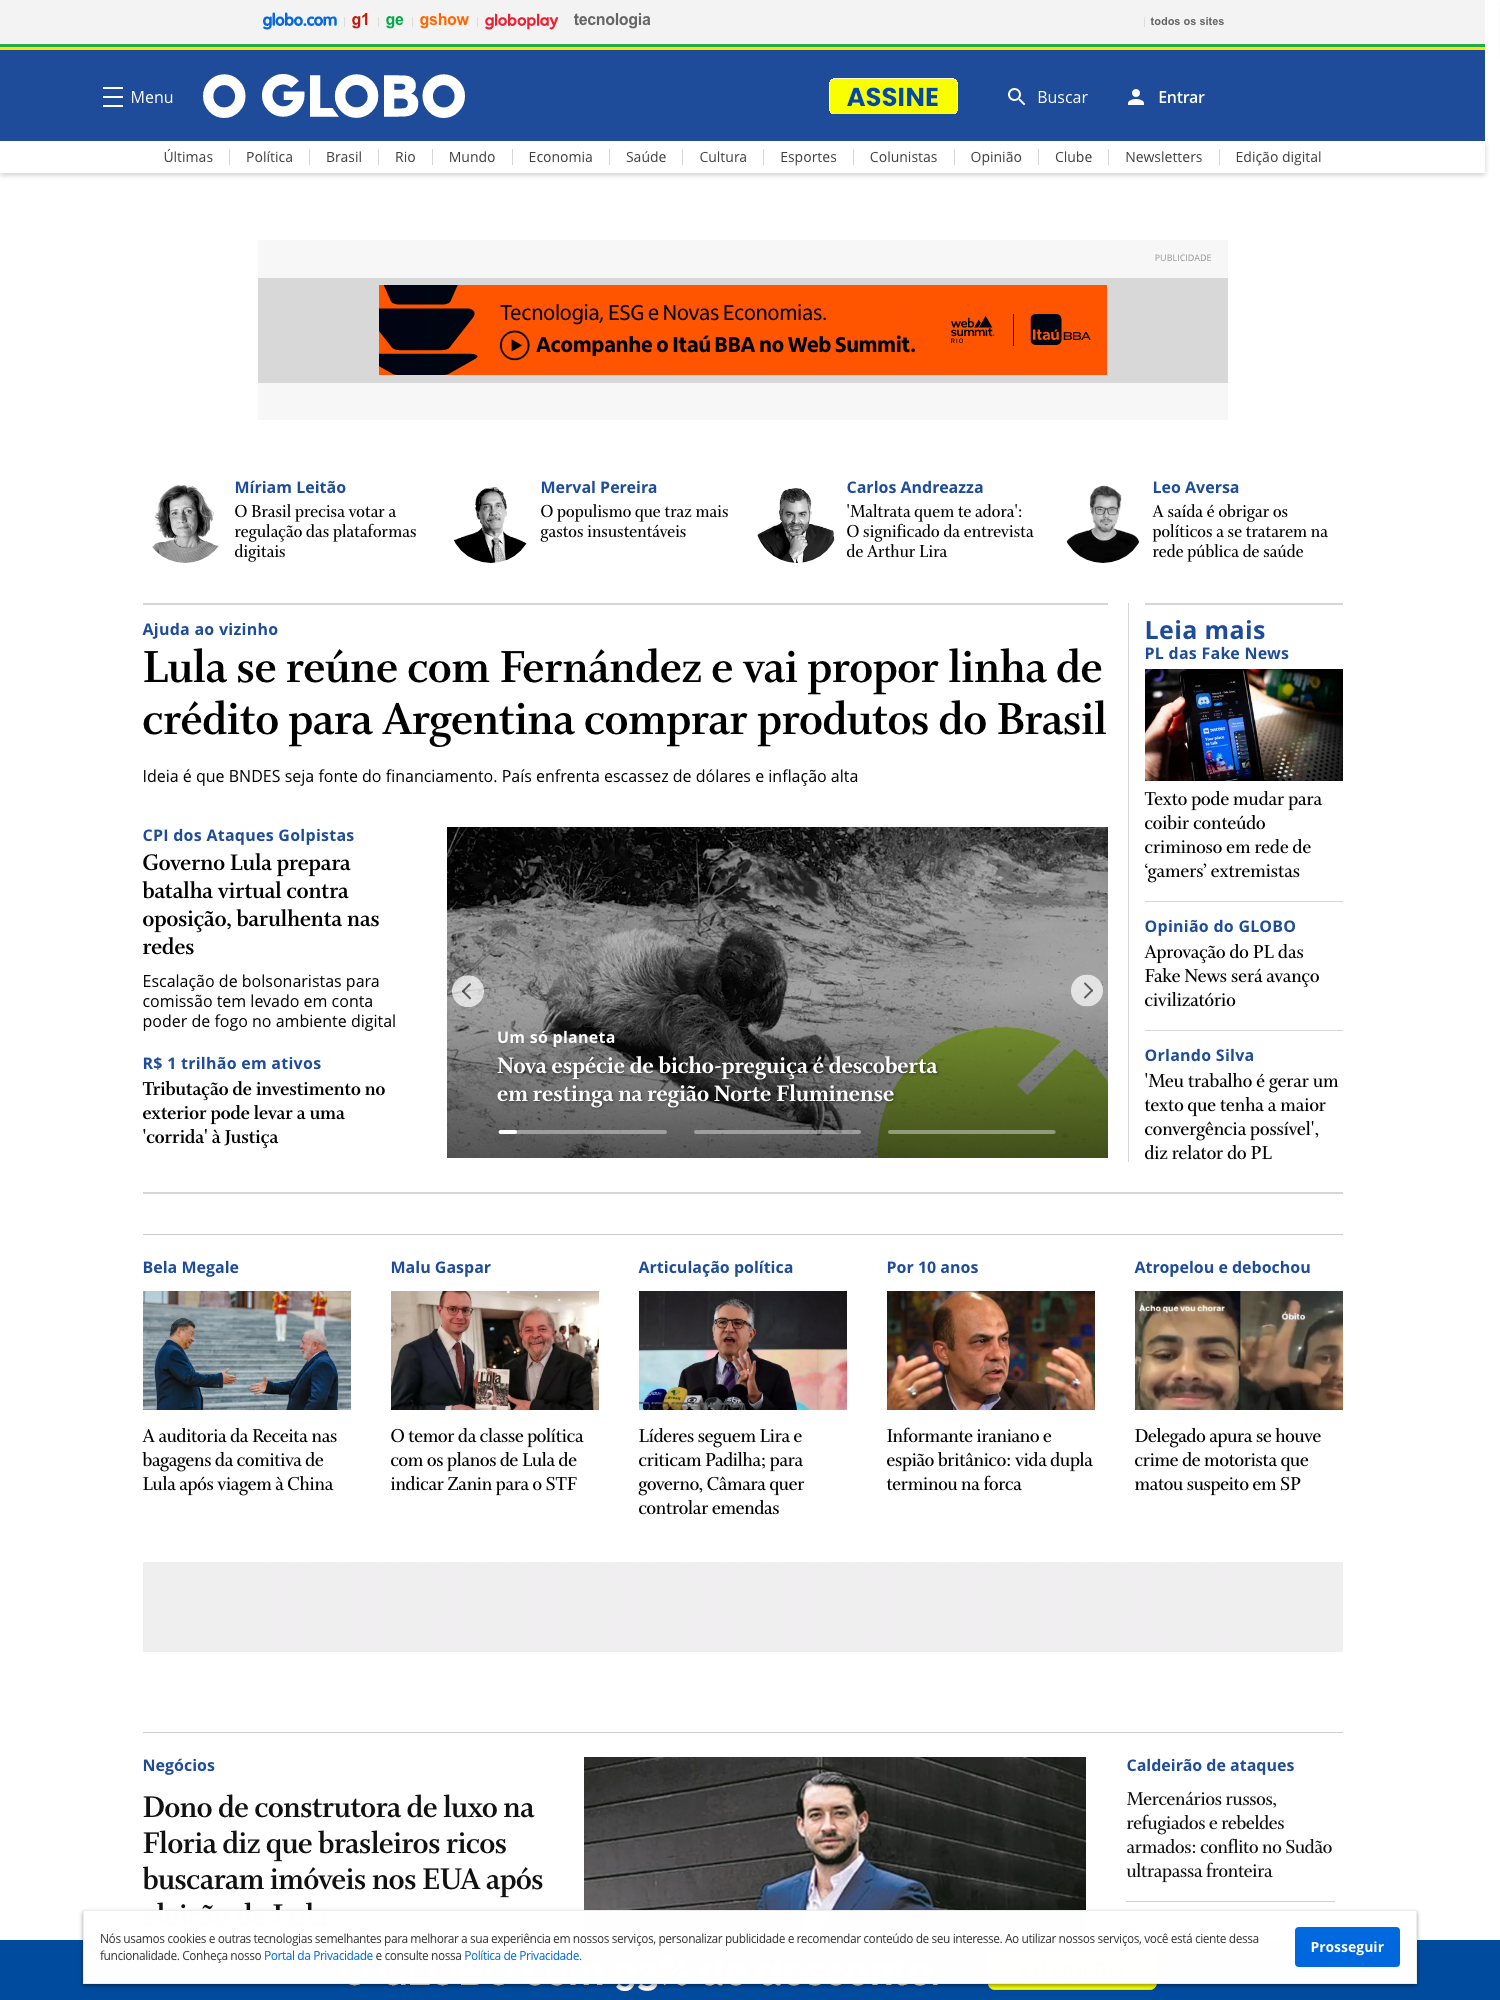 globo.com g1 ge gshow globoplay tecnologia todos os sites
Menu O GLOBO ASSINE Buscar Entrar
Últimas Política Brasil Rio Mundo Economia Saúde Cultura Esportes Colunistas Opinião Clube Newsletters Edição digital
PUBLICIDADE
Tecnologia, ESG e Novas Economias.
Acompanhe o Itaú BBA no Web Summit.
web summit RIO
Itaú BBA
Míriam Leitão
O Brasil precisa votar a
regulação das plataformas
digitais
Merval Pereira
O populismo que traz mais
gastos insustentáveis
Carlos Andreazza
'Maltrata quem te adora':
O significado da entrevista
de Arthur Lira
Leo Aversa
A saída é obrigar os
políticos a se tratarem na
rede pública de saúde
Ajuda ao vizinho
Lula se reúne com Fernández e vai propor linha de
crédito para Argentina comprar produtos do Brasil
Ideia é que BNDES seja fonte do financiamento. País enfrenta escassez de dólares e inflação alta
CPI dos Ataques Golpistas
Governo Lula prepara
batalha virtual contra
oposição, barulhenta nas
redes
Escalação de bolsonaristas para
comissão tem levado em conta
poder de fogo no ambiente digital
R$ 1 trilhão em ativos
Tributação de investimento no
exterior pode levar a uma
'corrida' à Justiça
Um só planeta
Nova espécie de bicho-preguiça é descoberta
em restinga na região Norte Fluminense
Leia mais
PL das Fake News
Texto pode mudar para
coibir conteúdo
criminoso em rede de
‘gamers’ extremistas
Opinião do GLOBO
Aprovação do PL das
Fake News será avanço
civilizatório
Orlando Silva
'Meu trabalho é gerar um
texto que tenha a maior
convergência possível',
diz relator do PL
Bela Megale
A auditoria da Receita nas
bagagens da comitiva de
Lula após viagem à China
Malu Gaspar
Lula
O temor da classe política
com os planos de Lula de
indicar Zanin para o STF
Articulação política
Líderes seguem Lira e
criticam Padilha; para
governo, Câmara quer
controlar emendas
Por 10 anos
Informante iraniano e
espião britânico: vida dupla
terminou na forca
Atropelou e debochou
Acho que vou chorar
Óbito
Delegado apura se houve
crime de motorista que
matou suspeito em SP
Negócios
Dono de construtora de luxo na
Floria diz que brasleiros ricos
buscaram imóveis nos EUA após
Caldeirão de ataques
Mercenários russos,
refugiados e rebeldes
armados: conflito no Sudão
ultrapassa fronteira
Nós usamos cookies e outras tecnologias semelhantes para melhorar a sua experiência em nossos serviços, personalizar publicidade e recomendar conteúdo de seu interesse. Ao utilizar nossos serviços, você está ciente dessa
funcionalidade. Conheça nosso Portal da Privacidade e consulte nossa Política de Privacidade.
Prosseguir